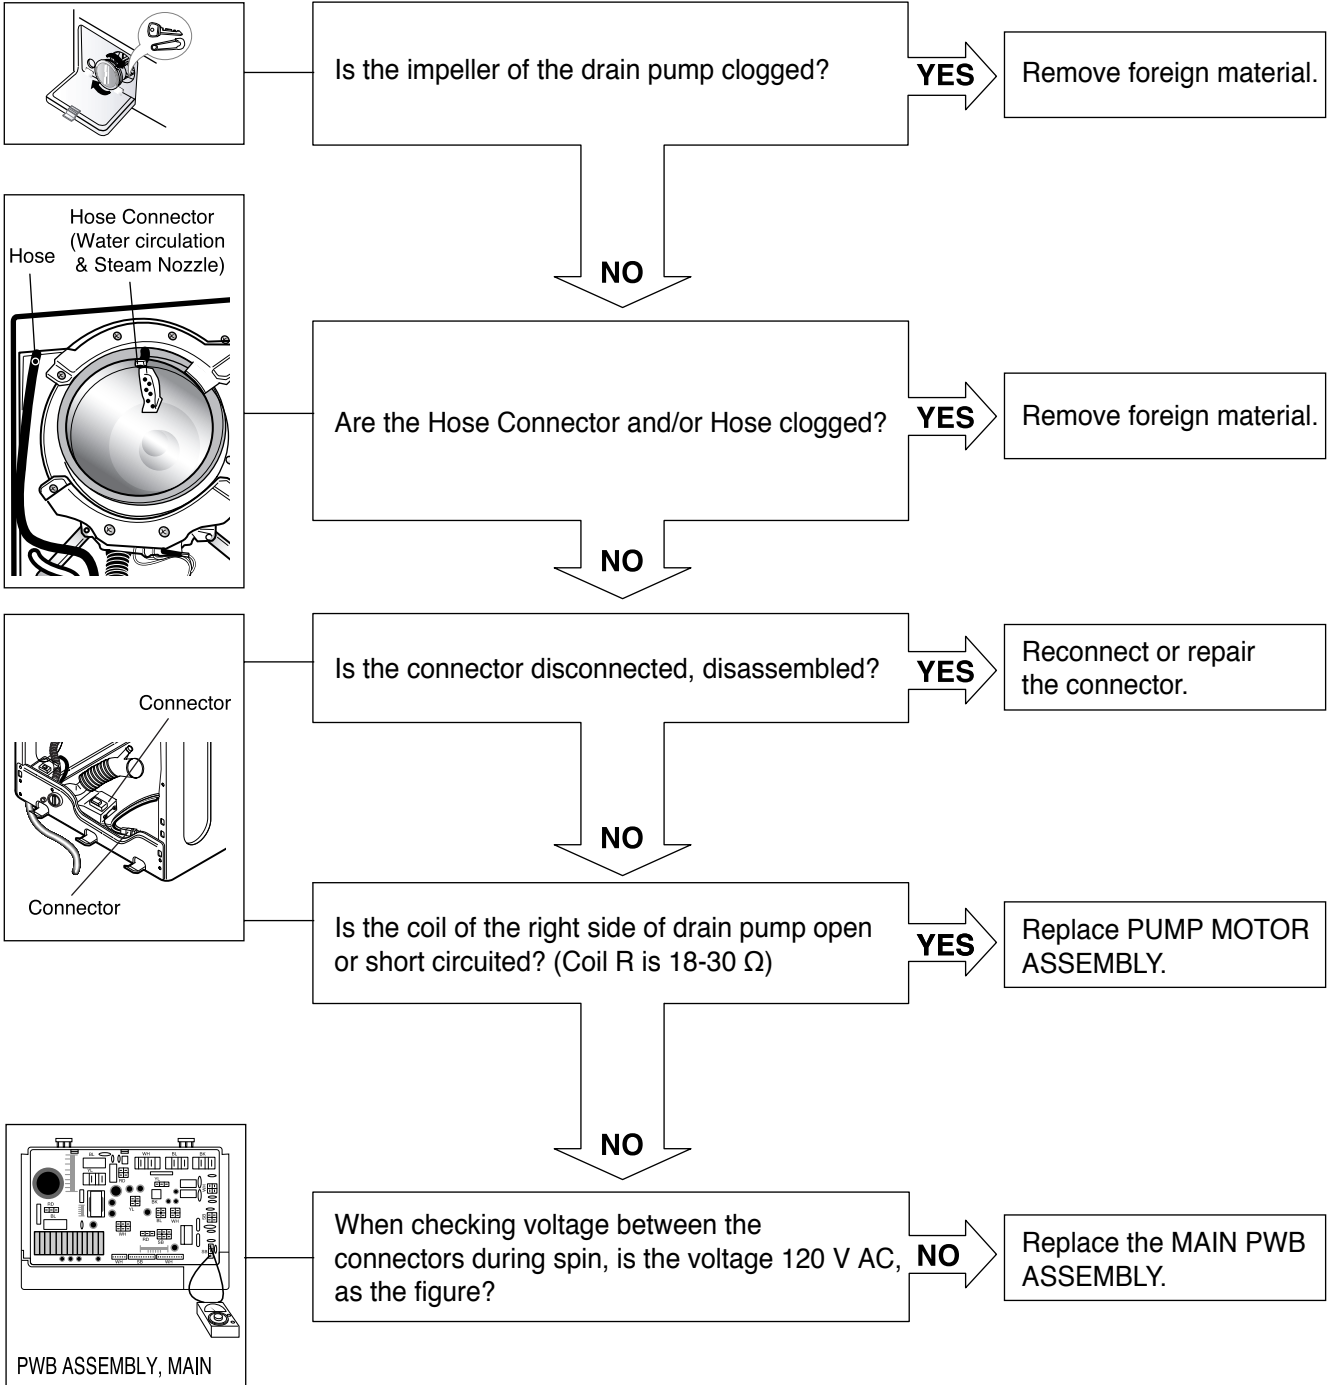 Is the impeller of the drain pump clogged?
YES
Remove foreign material.
NO
Hose Connector
(Water circulation
& Steam Nozzle)
Hose
Are the Hose Connector and/or Hose clogged?
YES
Remove foreign material.
NO
Is the connector disconnected, disassembled?
YES
Reconnect or repair
the connector.
Connector
Connector
NO
Is the coil of the right side of drain pump open
or short circuited? (Coil R is 18-30 Ω)
YES
Replace PUMP MOTOR
ASSEMBLY.
NO
When checking voltage between the
connectors during spin, is the voltage 120 V AC,
as the figure?
NO
Replace the MAIN PWB
ASSEMBLY.
PWB ASSEMBLY, MAIN